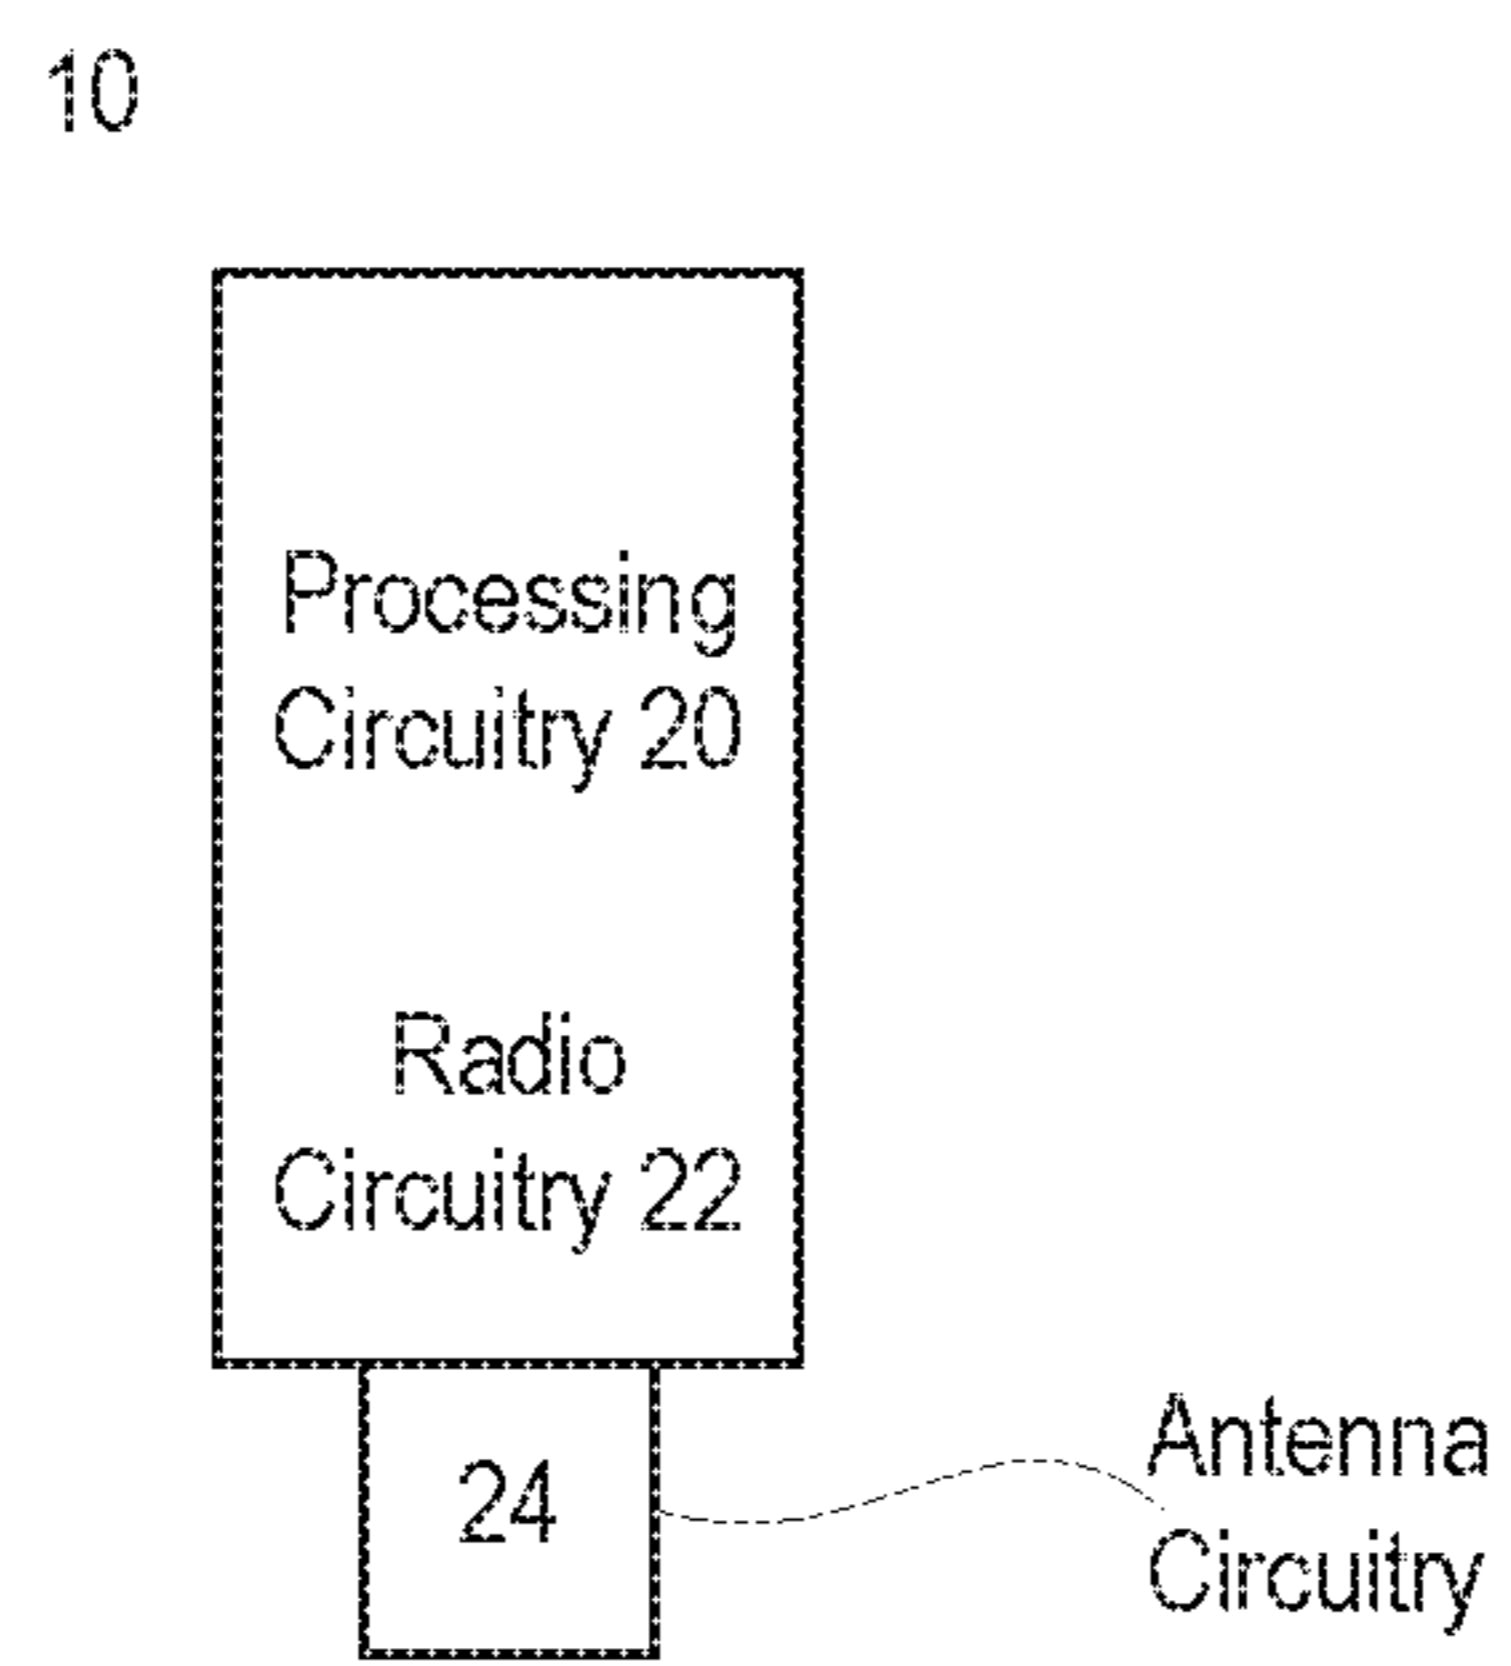 10
Processing
Circuitry 20
Radio
Circuitry 22
24
Antenna
Circuitry